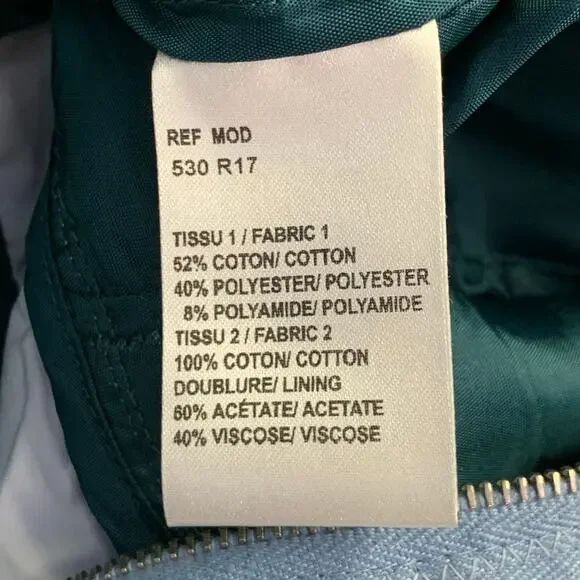 REF MOD
530 R17
TISSU 1 / FABRIC 1
52% COTON/ COTTON
40% POLYESTER/ POLYESTER
8% POLYAMIDE/ POLYAMIDE
TISSU 2 / FABRIC 2
100% COTON/ COTTON
DOUBLURE/ LINING
60% ACÉTATE/ ACETATE
40% VISCOSE/ VISCOSE